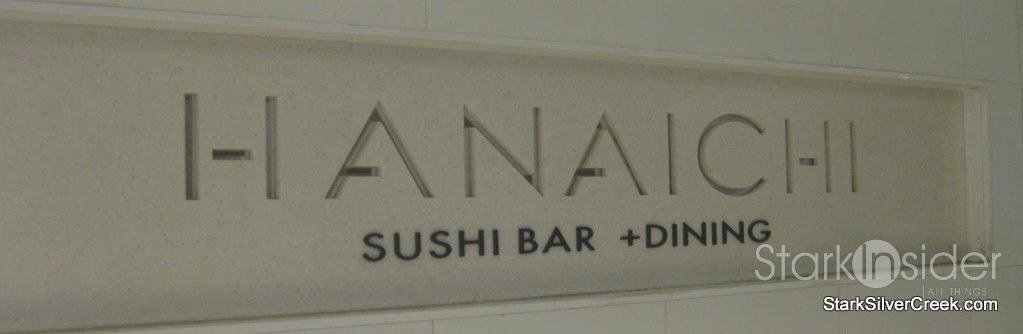 HANAICHI
SUSHI BAR +DINING
StarkInsider
ALL THINGS
StarkSilverCreek.com